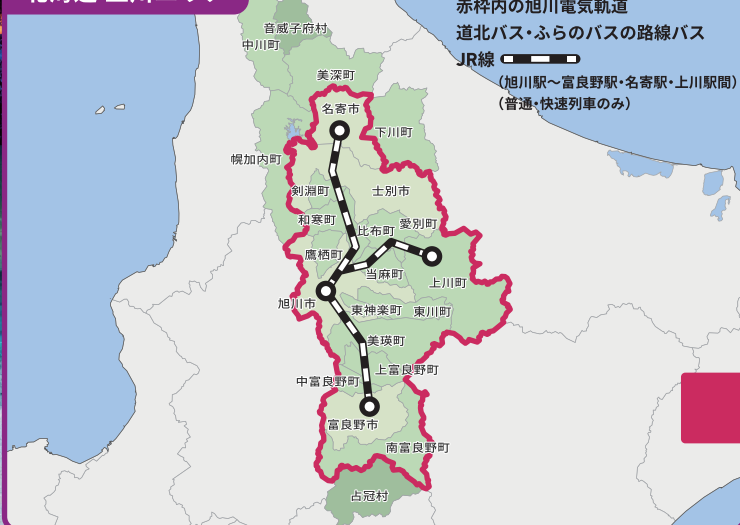 赤枠内の旭川電気軌道
道北バス・ふらのバスの路線バス
JR線
（旭川駅〜富良野駅・名寄駅・上川駅間）
（普通・快速列車のみ）
音威子府村
中川町
美深町
名寄市
下川町
幌加内町
剣淵町
士別市
和寒町
愛別町
比布町
鷹栖町
当麻町
上川町
旭川市
東神楽町
東川町
美瑛町
上富良野町
中富良野町
富良野市
南富良野町
占冠村